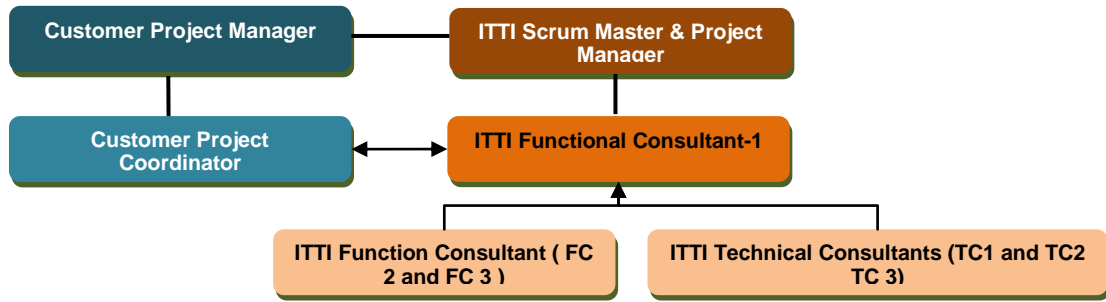 Customer Project Manager
ITTI Scrum Master & Project
Manager
Customer Project
Coordinator
ITTI Functional Consultant-1
ITTI Function Consultant ( FC
2 and FC 3 )
ITTI Technical Consultants (TC1 and TC2
TC 3)